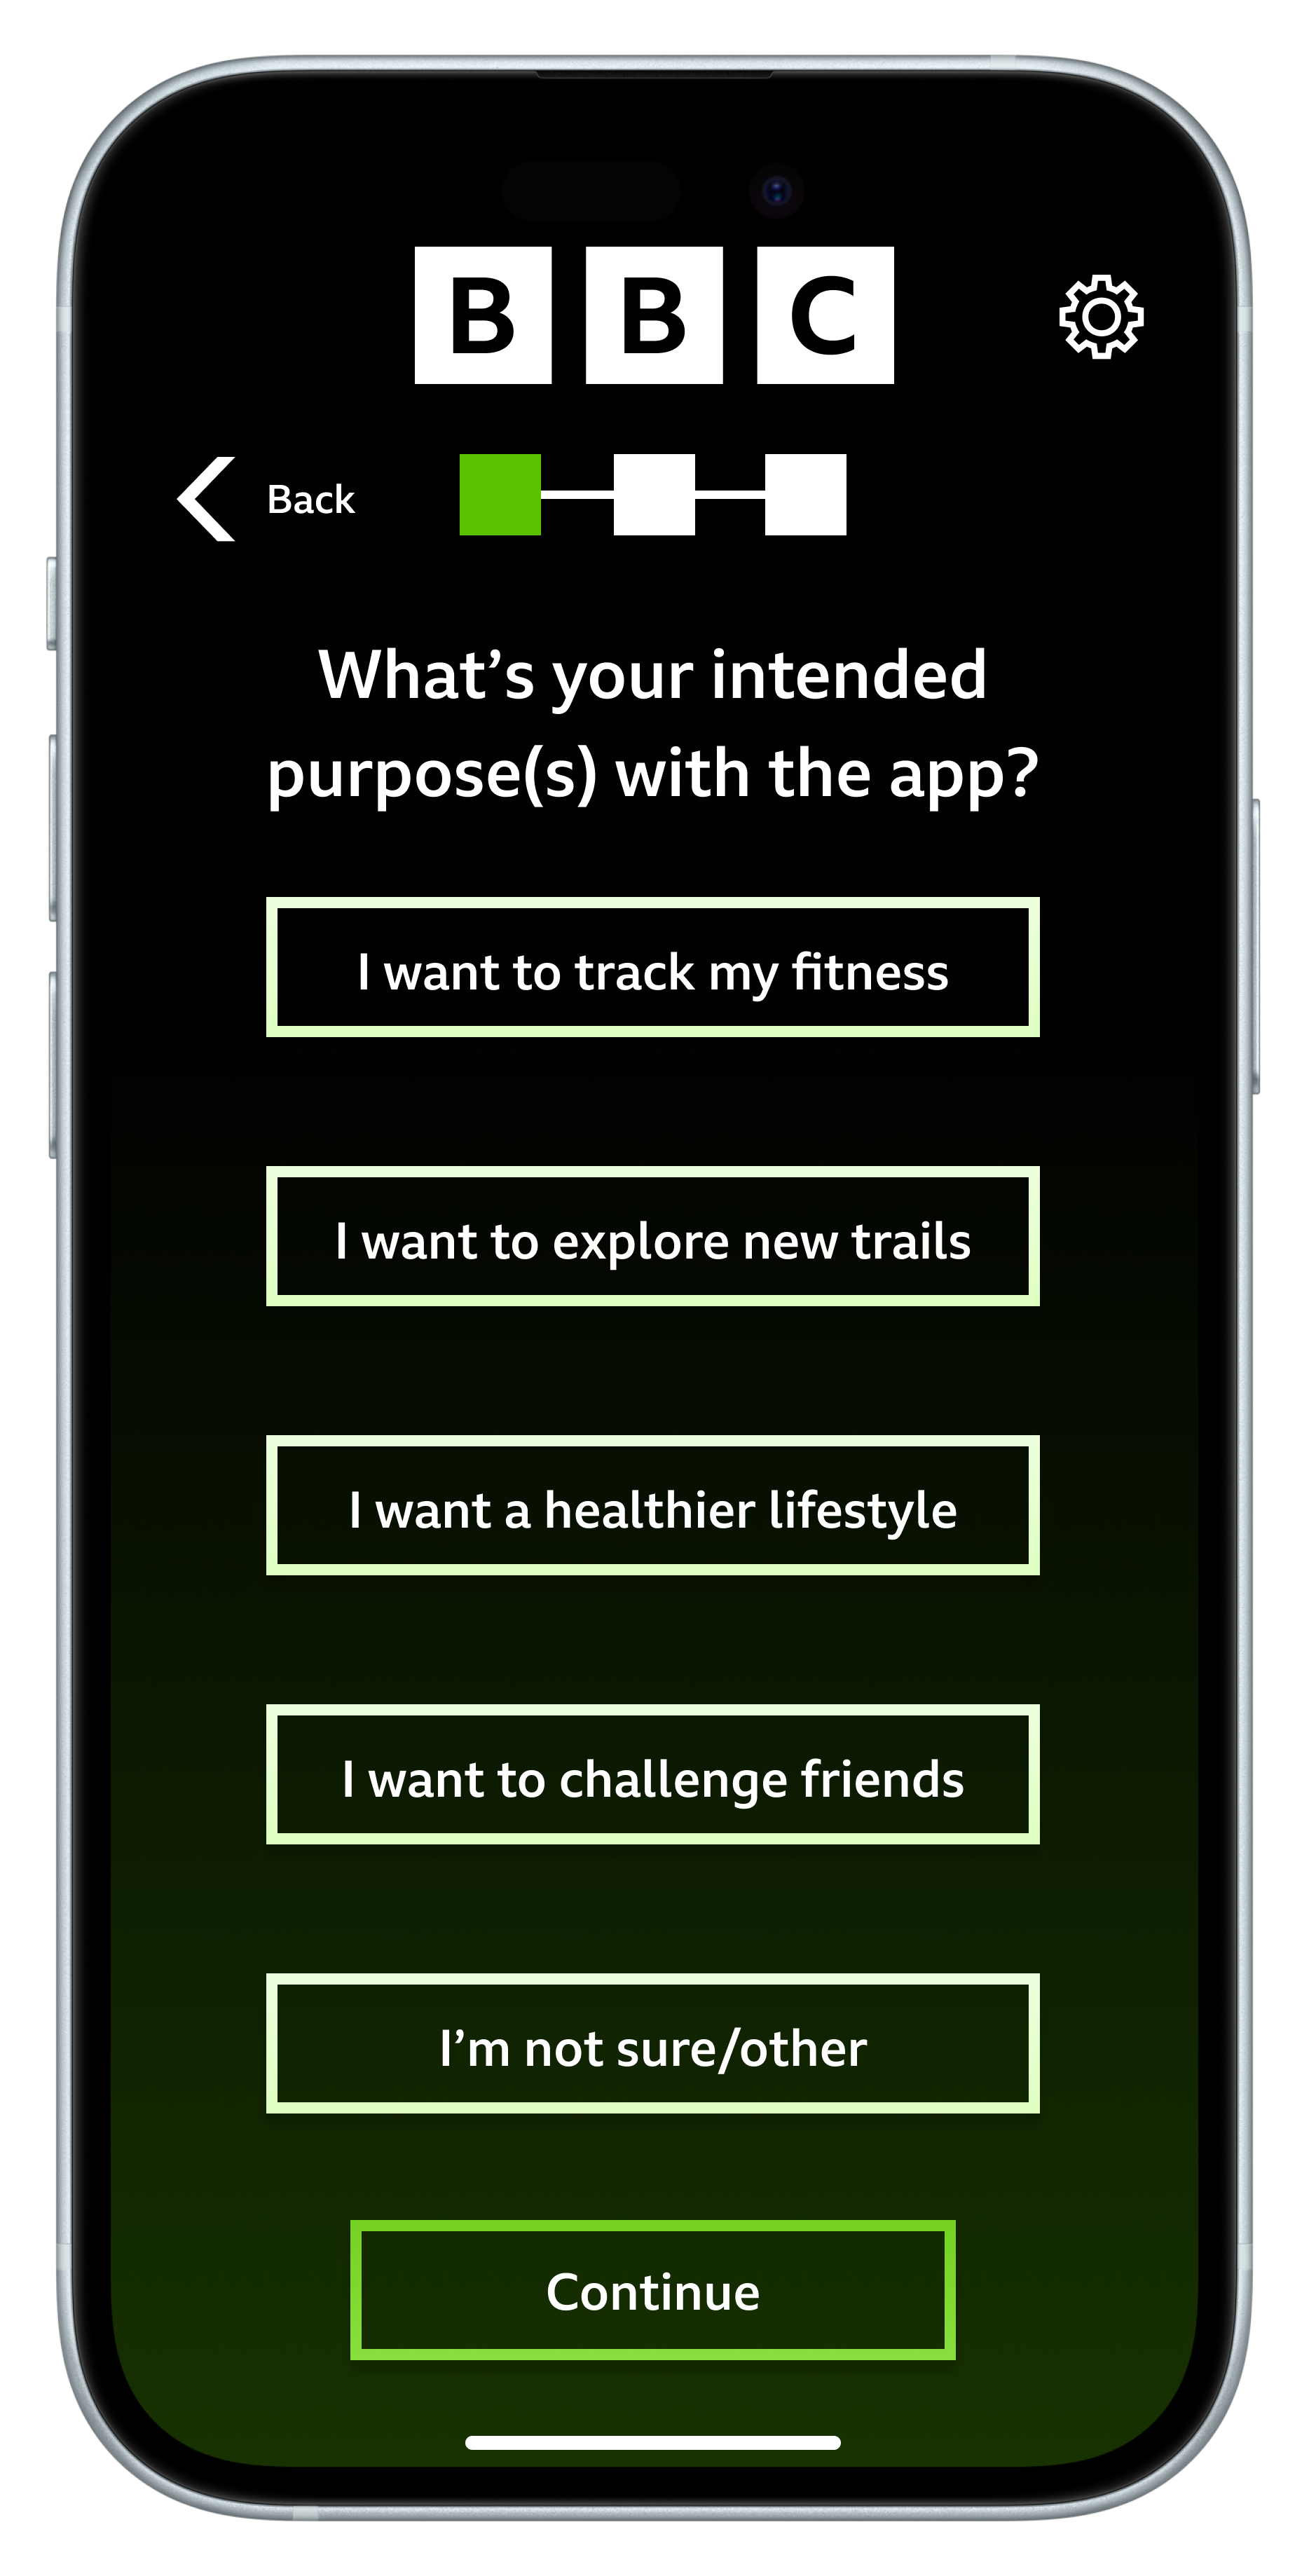 BBC
Back
What’s your intended
purpose(s) with the app?
I want to track my fitness
I want to explore new trails
I want a healthier lifestyle
I want to challenge friends
I’m not sure/other
Continue